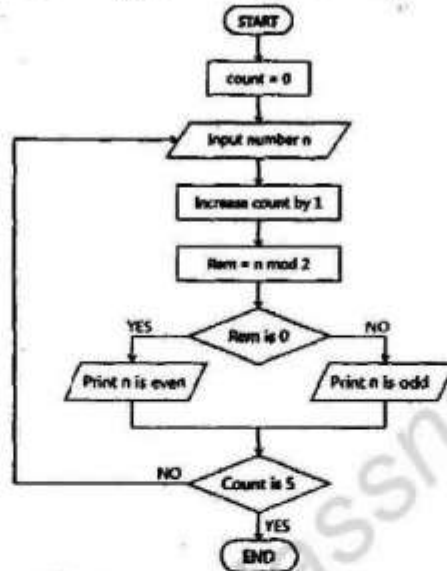 START
count = 0
Input number n
Increase count by 1
Rem = n mod 2
YES
Rem is 0
NO
Print n is even
Print n is odd
NO
Count is 5
YES
END